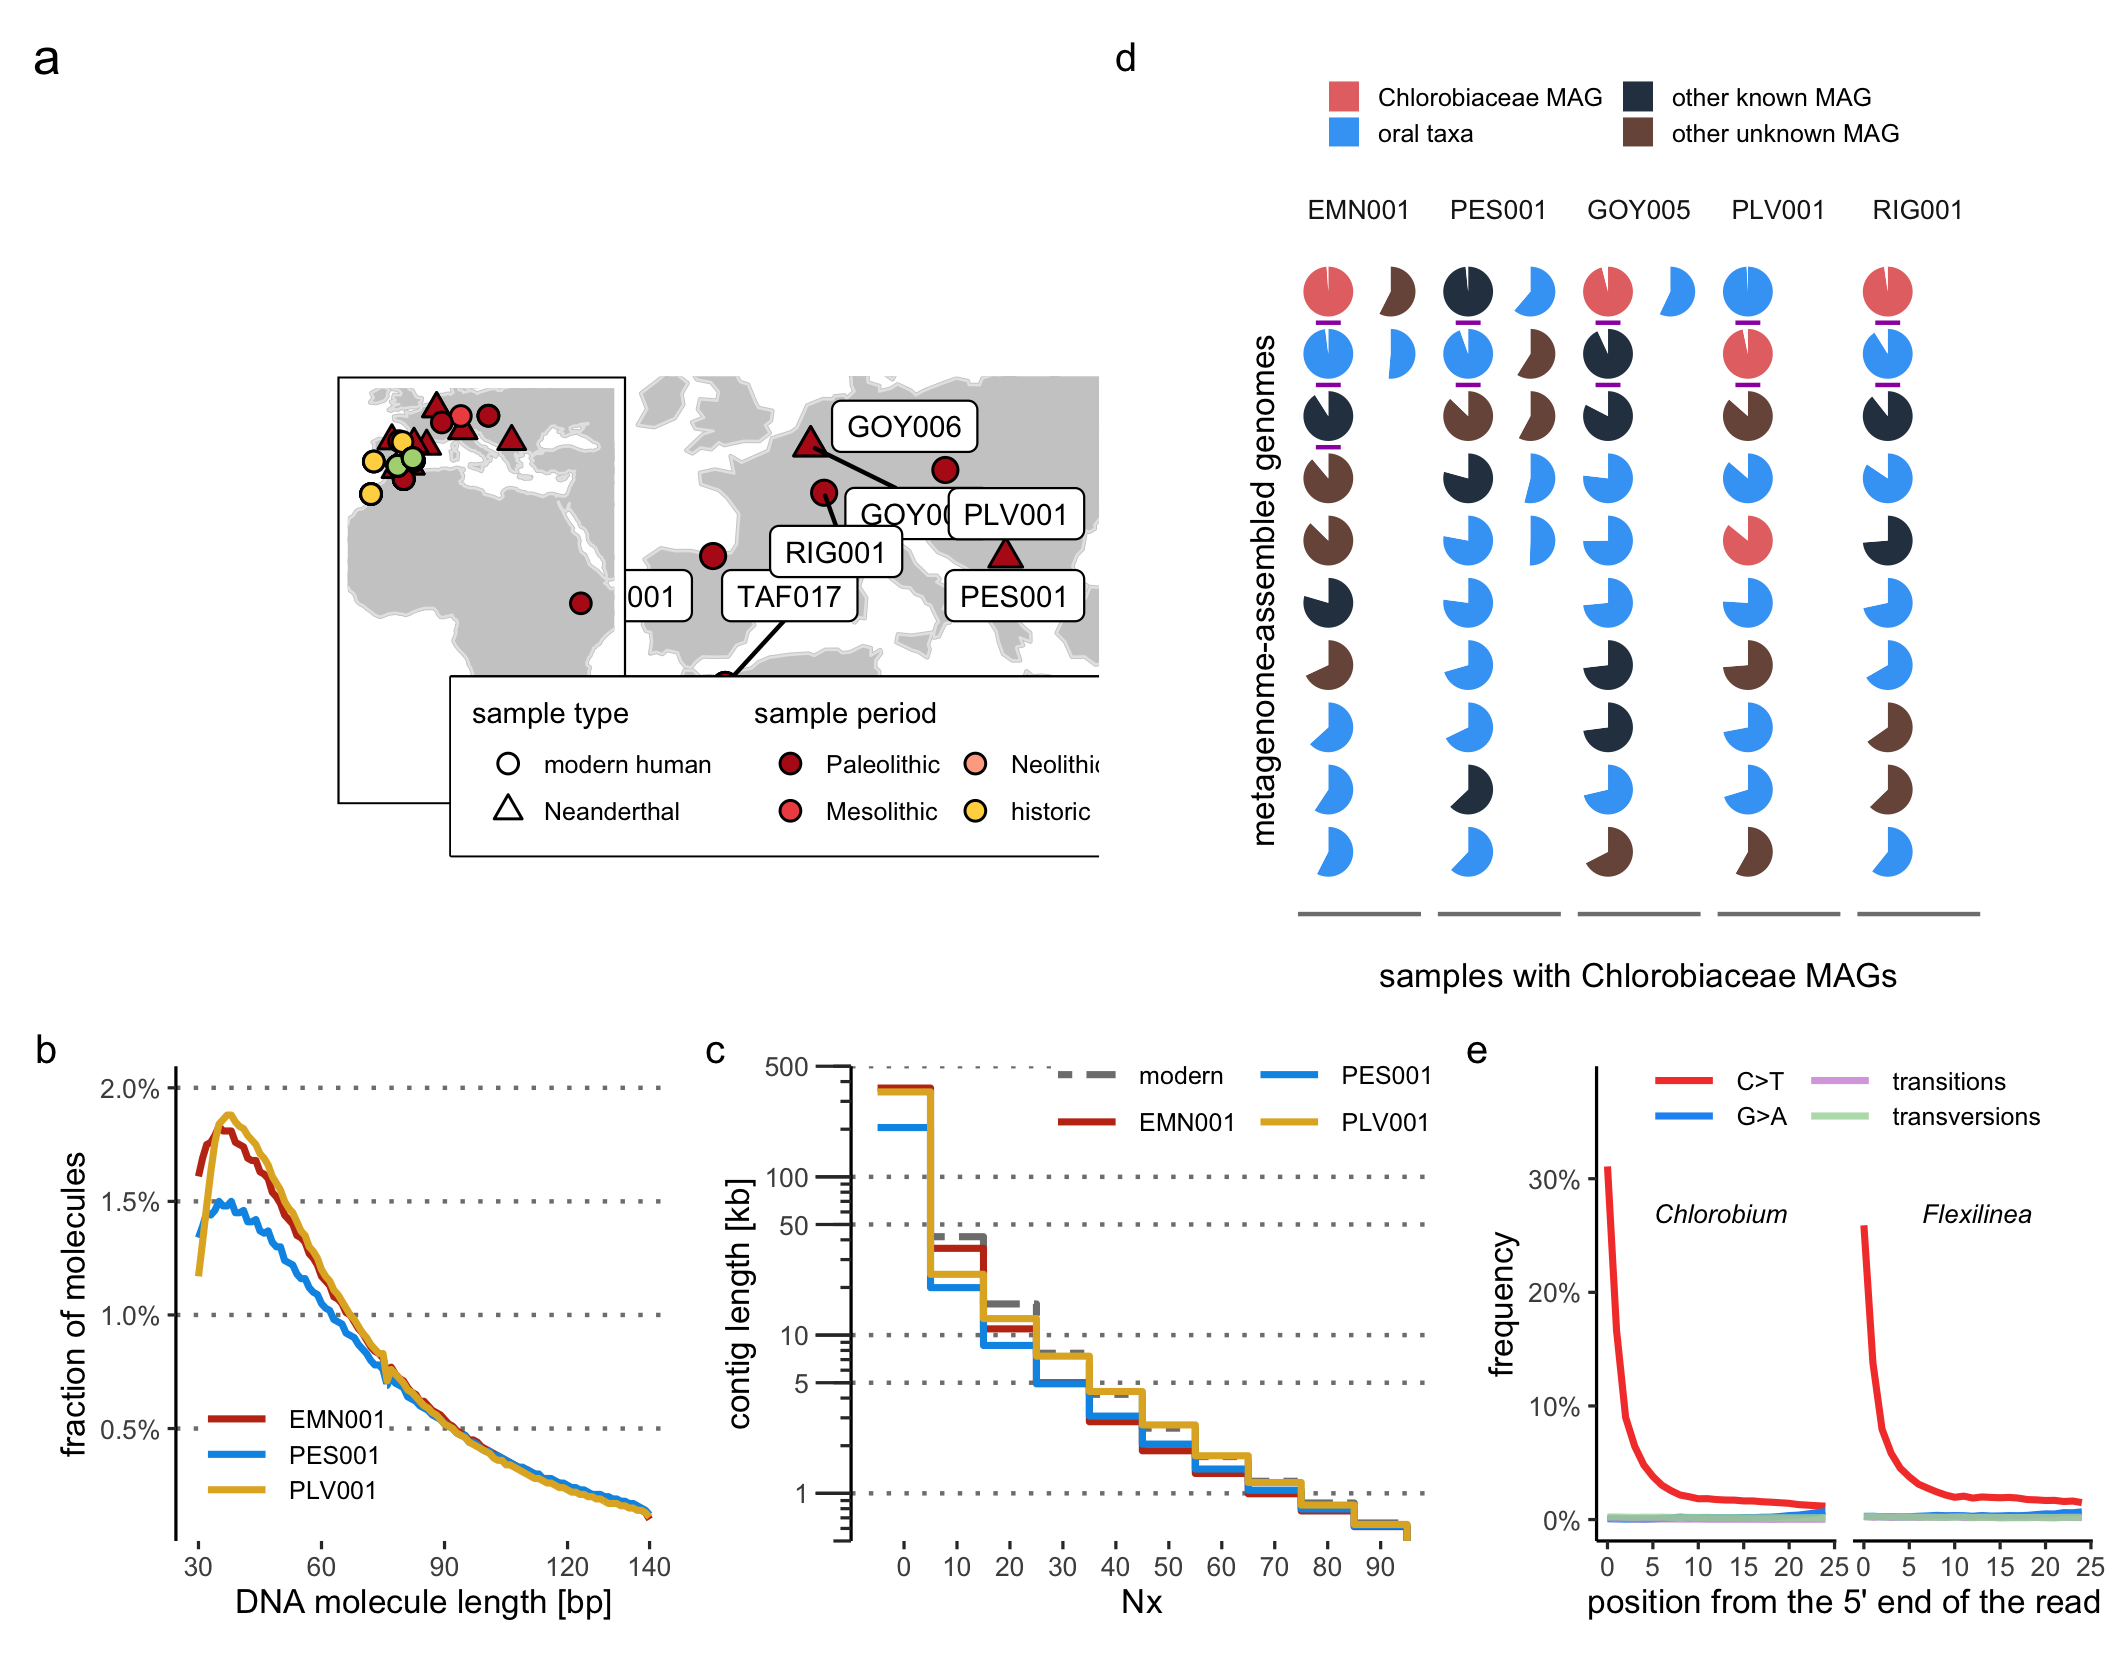 a
GOY006
GOY00
PLV001
RIG001
001
TAF017
PES001
sample type
sample period
modern human
Paleolithic
Neolithic
Neanderthal
Mesolithic
historic
d
Chlorobiaceae MAG
other known MAG
oral taxa
other unknown MAG
EMN001
PES001
GOY005
PLV001
RIG001
metagenome-assembled genomes
samples with Chlorobiaceae MAGs
b
2.0%
1.5%
1.0%
0.5%
fraction of molecules
EMN001
PES001
PLV001
30 60 90 120 140
DNA molecule length [bp]
c
500
100
50
10
5
1
contig length [kb]
modern
PES001
EMN001
PLV001
0 10 20 30 40 50 60 70 80 90
Nx
e
C>T
transitions
G>A
transversions
30%
20%
10%
0%
frequency
Chlorobium
Flexilinea
0 5 10 15 20 25 0 5 10 15 20 25
position from the 5' end of the read